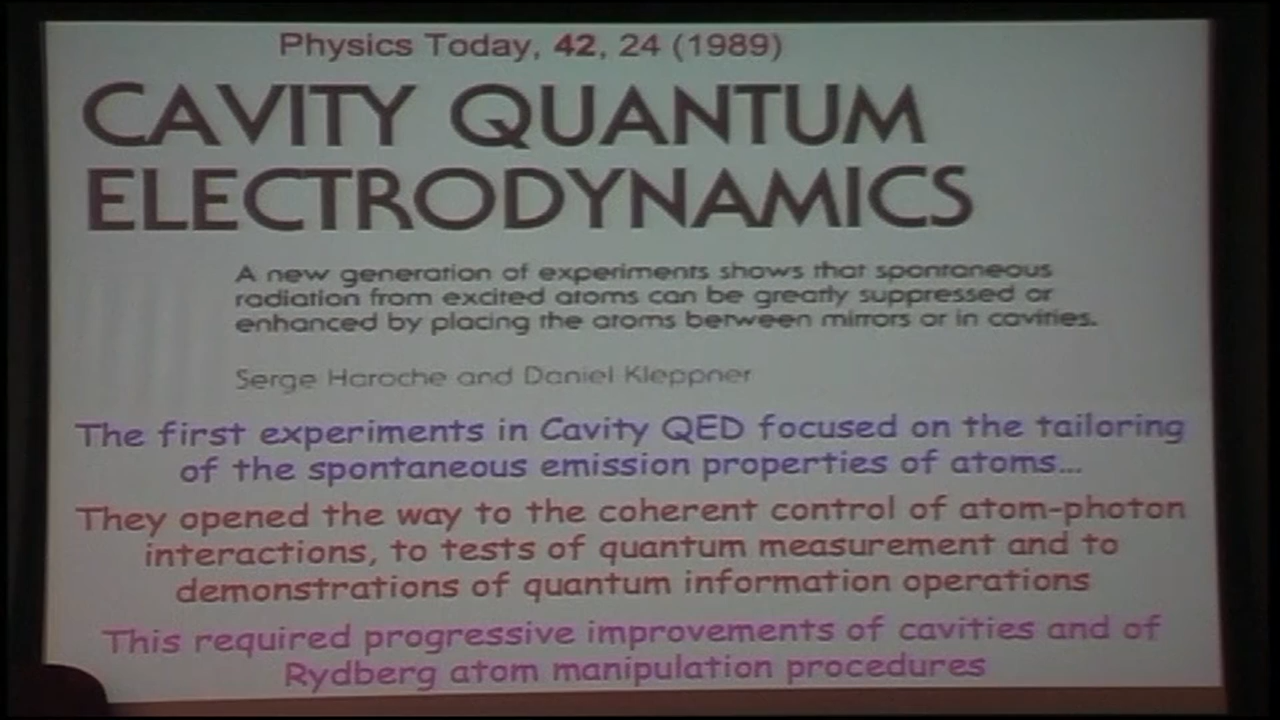 Physics Today, 42, 24 (1989)
CAVITY QUANTUM
ELECTRODYNAMICS
A new generation of experiments shows that spontaneous
radiation from excited atoms can be greatly suppressed or
enhanced by placing the atoms between mirrors or in cavities.
Serge Haroche and Daniel Kleppner
The first experiments in Cavity QED focused on the tailoring
of the spontaneous emission properties of atoms...
They opened the way to the coherent control of atom-photon
interactions, to tests of quantum measurement and to
demonstrations of quantum information operations
This required progressive improvements of cavities and of
Rydberg atom manipulation procedures